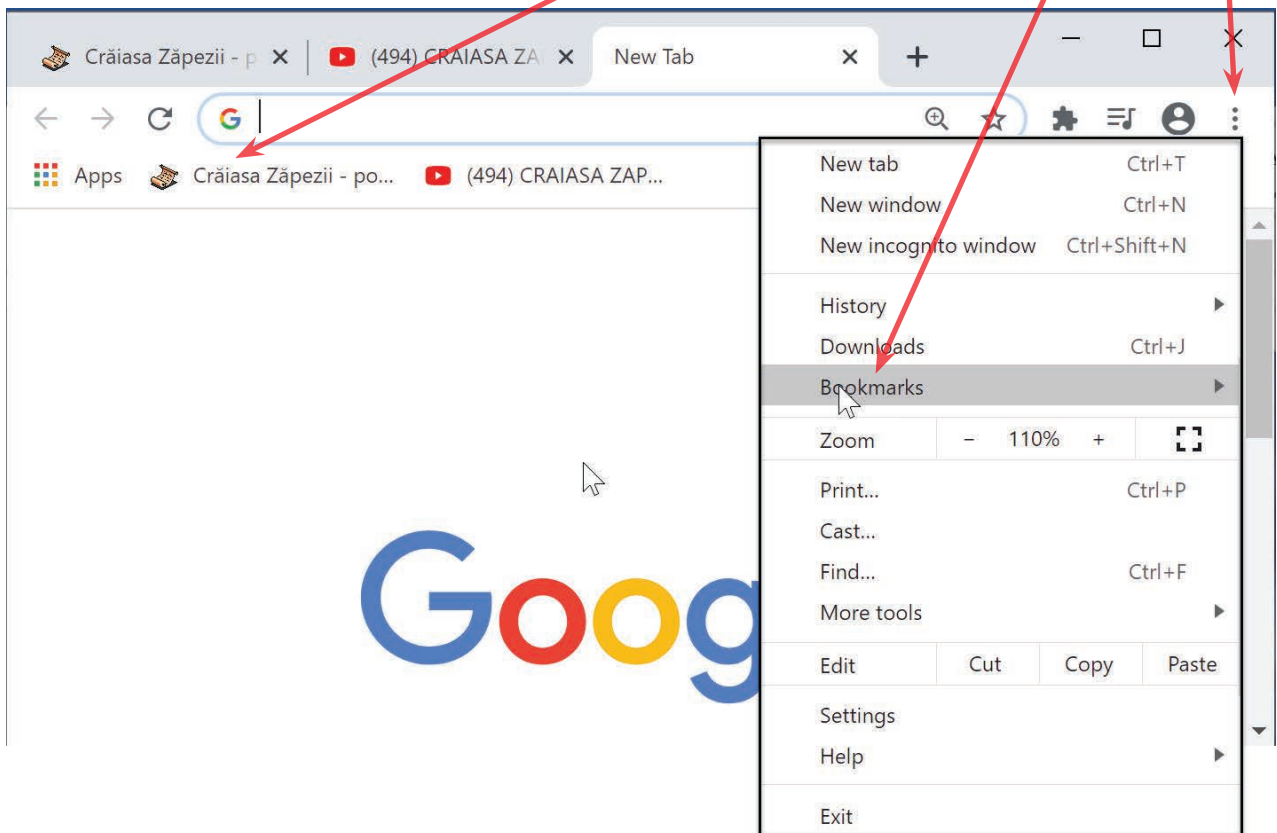 Crăiasa Zăpezii - p
(494) CRAIASA ZA
New Tab
G
Apps
Crăiasa Zăpezii - po...
(494) CRAIASA ZAP...
New tab Ctrl+T
New window Ctrl+N
New incognito window Ctrl+Shift+N
History
Downloads Ctrl+J
Bookmarks
Zoom - 110% +
Print... Ctrl+P
Cast...
Find... Ctrl+F
More tools
Edit Cut Copy Paste
Settings
Help
Exit
Goog